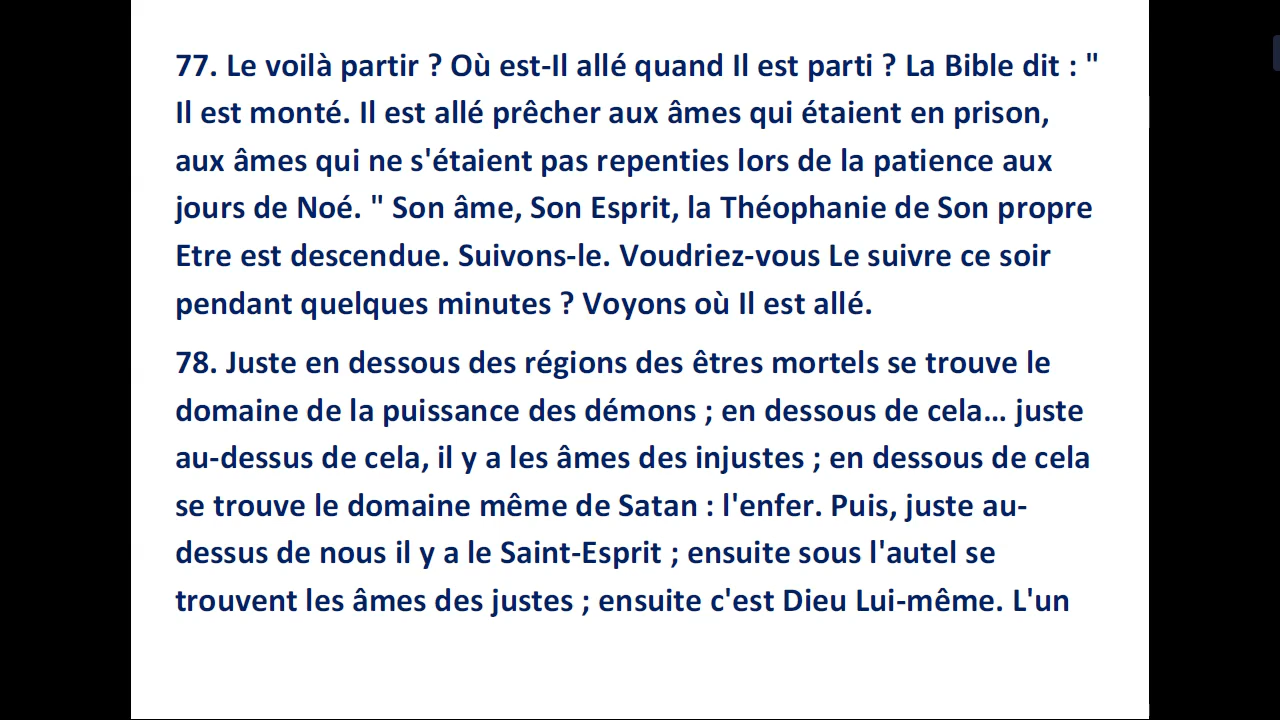 77. Le voilà partir ? Où est-Il allé quand Il est parti ? La Bible dit : "
Il est monté. Il est allé prêcher aux âmes qui étaient en prison,
aux âmes qui ne s'étaient pas repenties lors de la patience aux
jours de Noé. " Son âme, Son Esprit, la Théophanie de Son propre
Etre est descendue. Suivons-le. Voudriez-vous Le suivre ce soir
pendant quelques minutes ? Voyons où Il est allé.
78. Juste en dessous des régions des êtres mortels se trouve le
domaine de la puissance des démons ; en dessous de cela... juste
au-dessus de cela, il y a les âmes des injustes ; en dessous de cela
se trouve le domaine même de Satan : l'enfer. Puis, juste au-
dessus de nous il y a le Saint-Esprit ; ensuite sous l'autel se
trouvent les âmes des justes ; ensuite c'est Dieu Lui-même. L'un